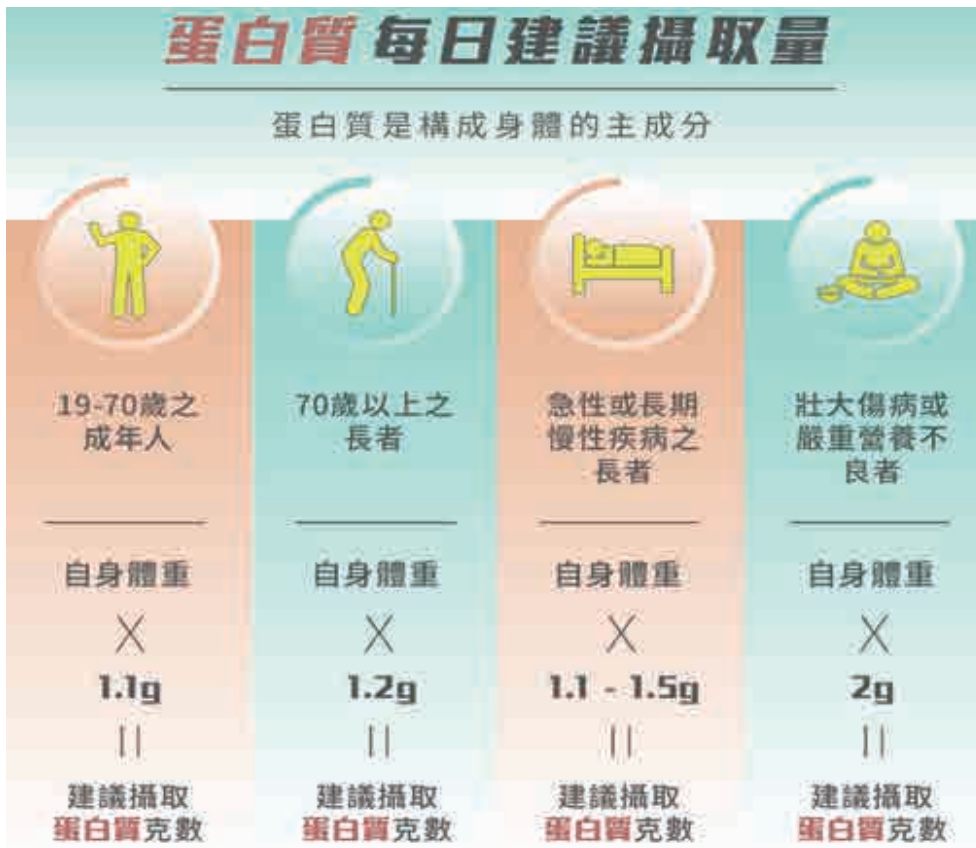 蛋白質每日建議攝取量
蛋白質是構成身體的主成分
19-70歲之
成年人
自身體重
X
1.1g
=
建議攝取
蛋白質克數
70歲以上之
長者
自身體重
X
1.2g
=
建議攝取
蛋白質克數
急性或長期
慢性疾病之
長者
自身體重
X
1.1 - 1.5g
=
建議攝取
蛋白質克數
壯大傷病或
嚴重營養不
良者
自身體重
X
2g
=
建議攝取
蛋白質克數